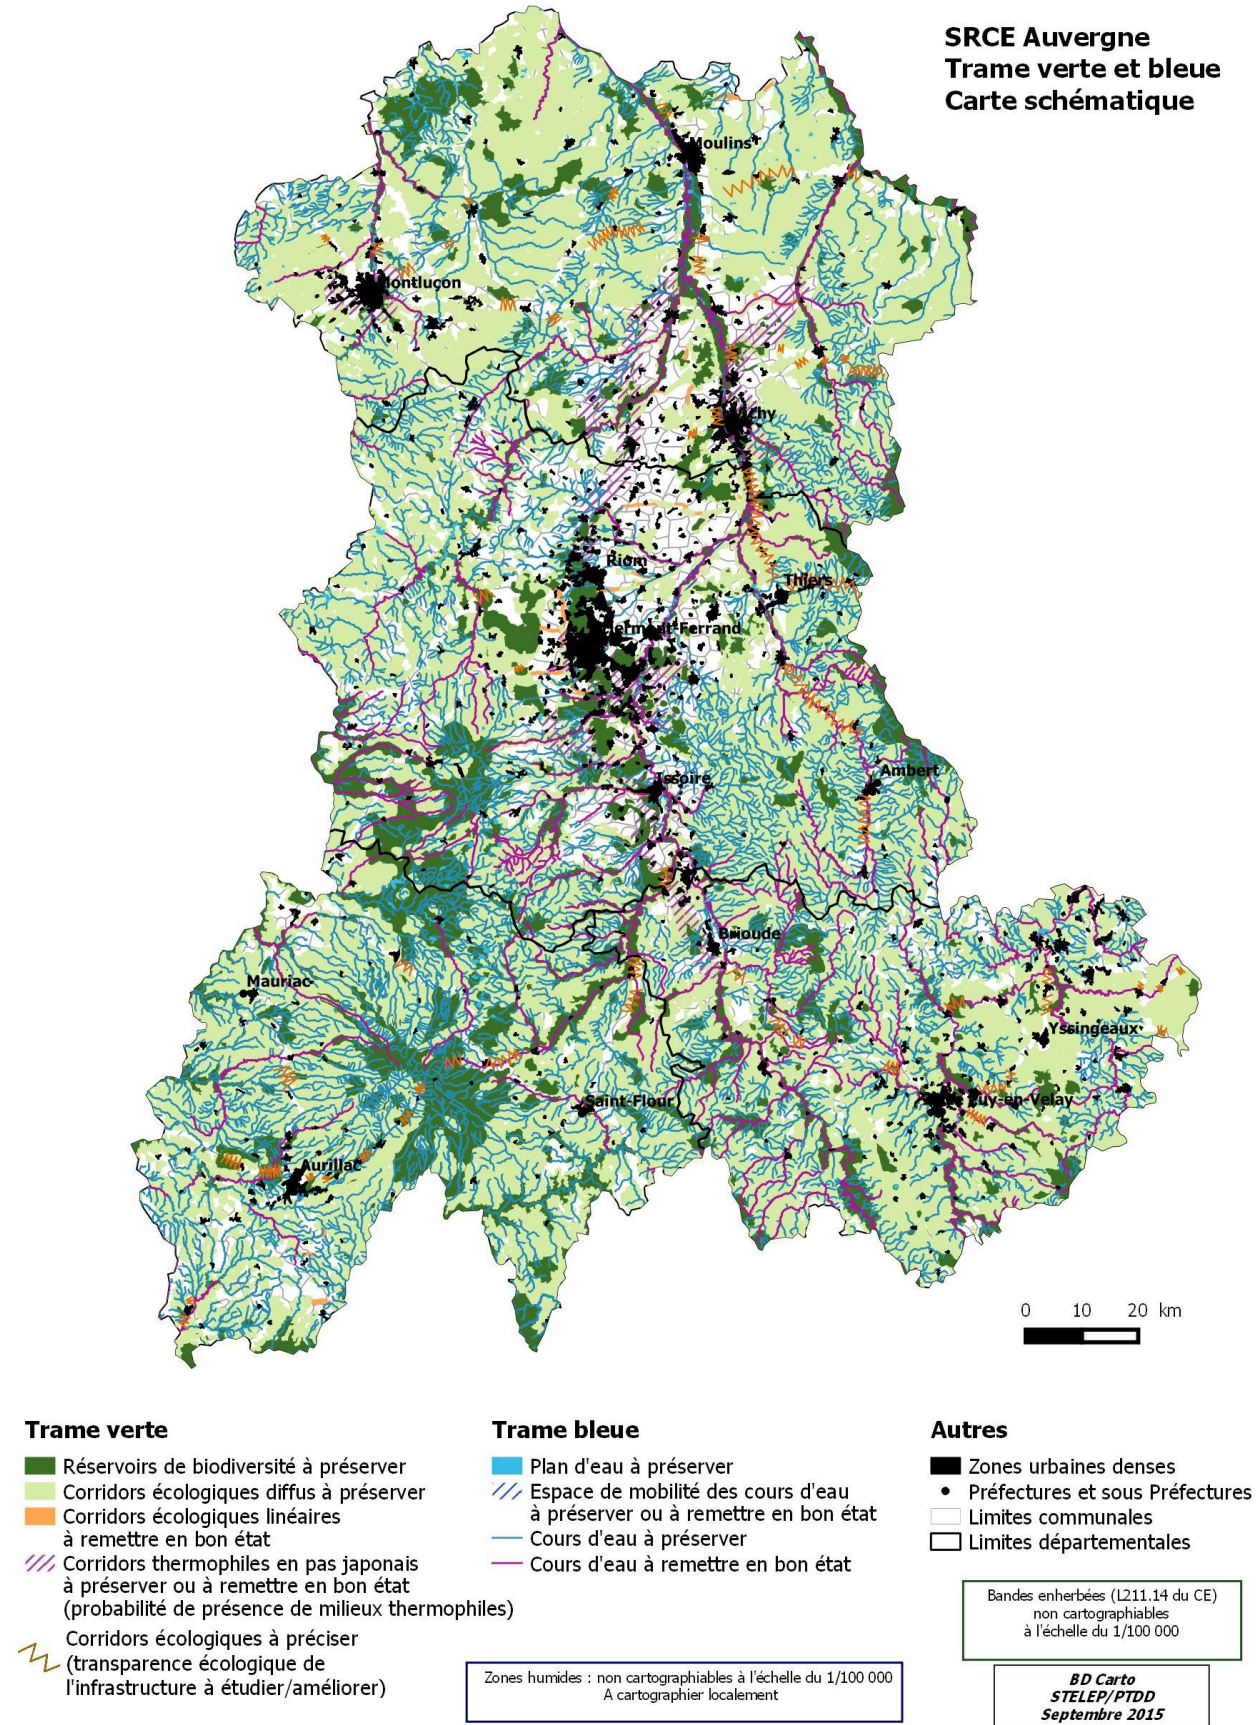 SRCE Auvergne
Trame verte et bleue
Carte schématique
Moulins
Montluçon
Vichy
Riom
Thiers
Clermont-Ferrand
Issoire
Ambert
Brioude
Mauriac
Yssingeaux
Saint-Flour
Le Puy-en-Velay
Aurillac
0 10 20 km
Trame verte
Réservoirs de biodiversité à préserver
Corridors écologiques diffus à préserver
Corridors écologiques linéaires
à remettre en bon état
Corridors thermophiles en pas japonais
à préserver ou à remettre en bon état
(probabilité de présence de milieux thermophiles)
Corridors écologiques à préciser
(transparence écologique de
l'infrastructure à étudier/améliorer)
Trame bleue
Plan d'eau à préserver
Espace de mobilité des cours d'eau
à préserver ou à remettre en bon état
Cours d'eau à préserver
Cours d'eau à remettre en bon état
Zones humides : non cartographiables à l'échelle du 1/100 000
A cartographier localement
Autres
Zones urbaines denses
Préfectures et sous Préfectures
Limites communales
Limites départementales
Bandes enherbées (L211.14 du CE)
non cartographiables
à l'échelle du 1/100 000
BD Carto
STELEP/PTDD
Septembre 2015